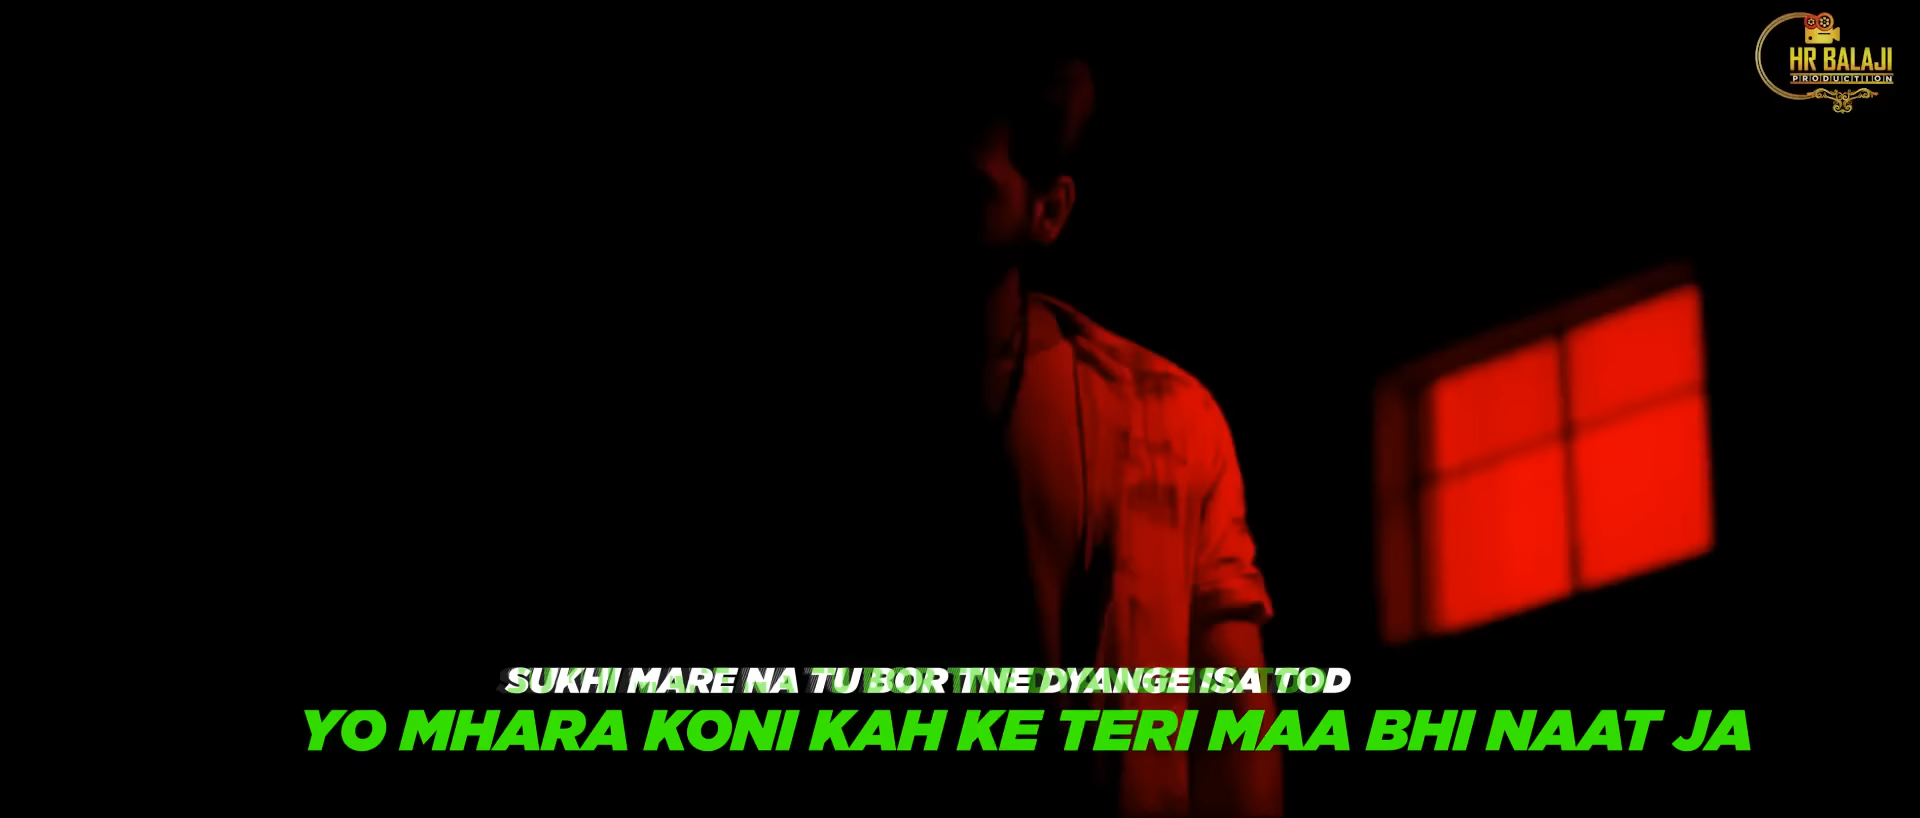 HR BALAJI
PRODUCTION
SUKHI MARE NA TU BOR TNE DYANGE ISA TOD
YO MHARA KONI KAH KE TERI MAA BHI NAAT JA